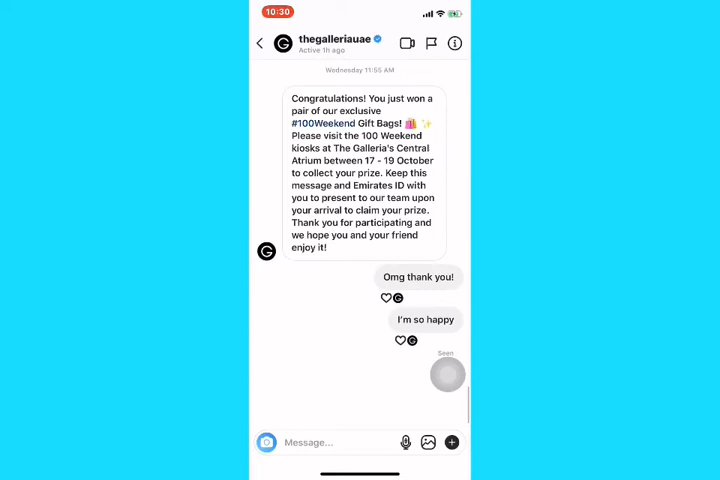 10:30
thegalleriauae
Active 1h ago
Wednesday 11:55 AM
Congratulations! You just won a
pair of our exclusive
#100Weekend Gift Bags! 🛍️ ✨
Please visit the 100 Weekend
kiosks at The Galleria's Central
Atrium between 17 - 19 October
to collect your prize. Keep this
message and Emirates ID with
you to present to our team upon
your arrival to claim your prize.
Thank you for participating and
we hope you and your friend
enjoy it!
Omg thank you!
I'm so happy
Seen
Message...